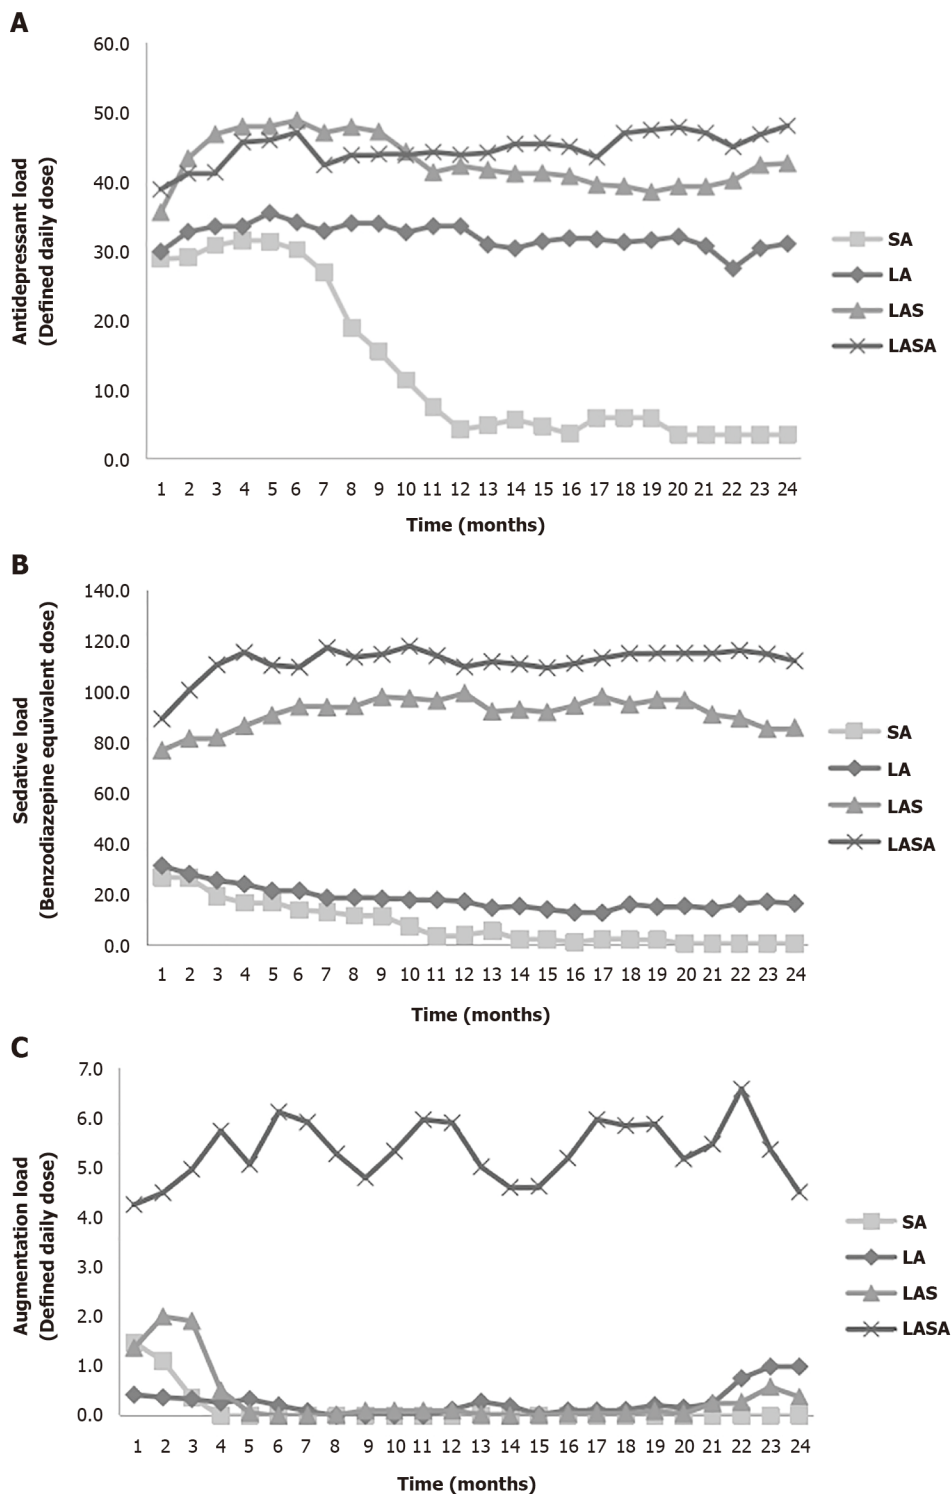 A
60.0
50.0
40.0
30.0
20.0
10.0
0.0
Antidepressant load
(Defined daily dose)
1 2 3 4 5 6 7 8 9 10 11 12 13 14 15 16 17 18 19 20 21 22 23 24
Time (months)
SA
LA
LAS
LASA
B
140.0
120.0
100.0
80.0
60.0
40.0
20.0
0.0
Sedative load
(Benzodiazepine equivalent dose)
1 2 3 4 5 6 7 8 9 10 11 12 13 14 15 16 17 18 19 20 21 22 23 24
Time (months)
SA
LA
LAS
LASA
C
7.0
6.0
5.0
4.0
3.0
2.0
1.0
0.0
Augmentation load
(Defined daily dose)
1 2 3 4 5 6 7 8 9 10 11 12 13 14 15 16 17 18 19 20 21 22 23 24
Time (months)
SA
LA
LAS
LASA